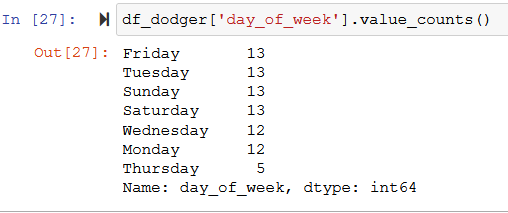 In [27]: df_dodger['day_of_week'].value_counts()
Out[27]: Friday 13
Tuesday 13
Sunday 13
Saturday 13
Wednesday 12
Monday 12
Thursday 5
Name: day_of_week, dtype: int64